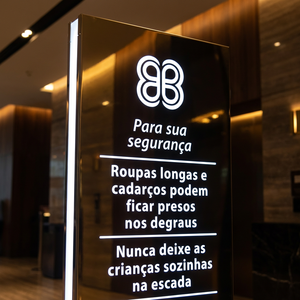 Para sua
segurança
Roupas longas e
cadarços podem
ficar presos
nos degraus
Nunca deixe as
crianças sozinhas
na escada